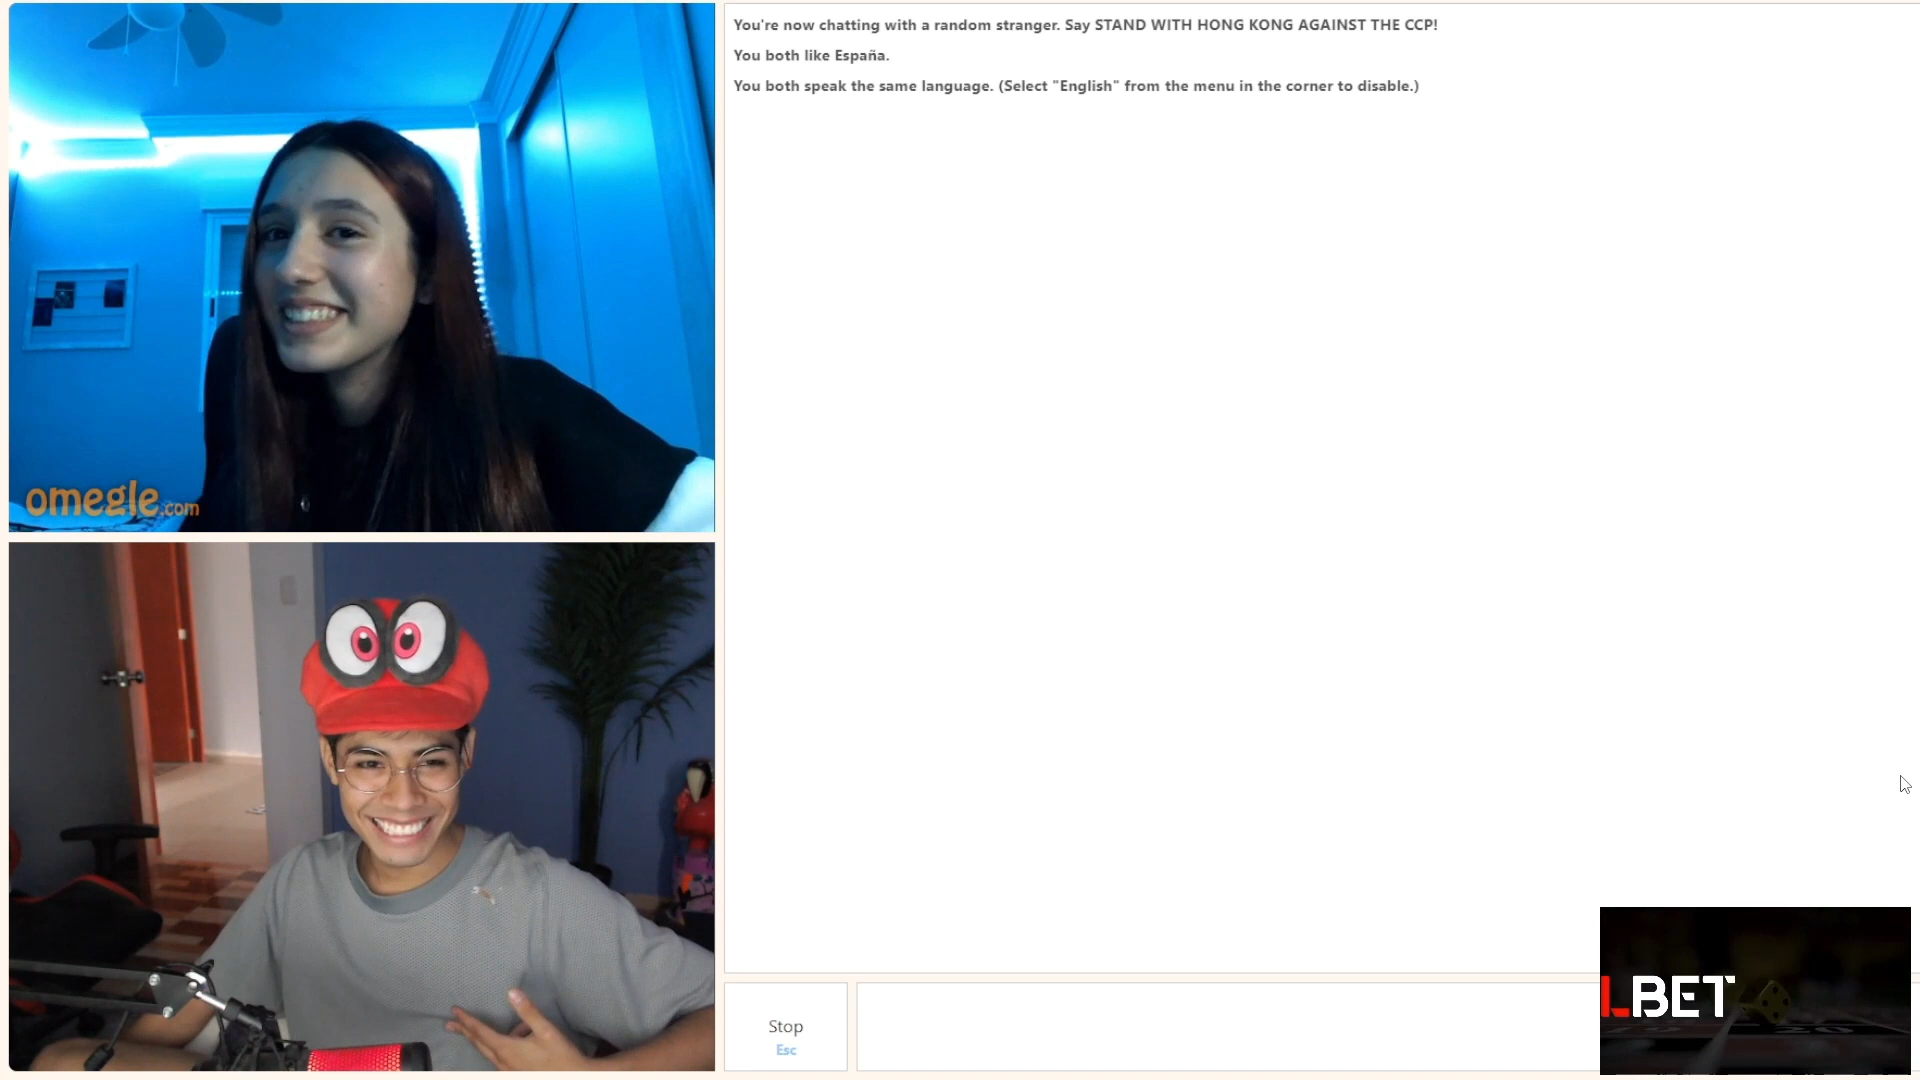 You're now chatting with a random stranger. Say STAND WITH HONG KONG AGAINST THE CCP!
You both like España.
You both speak the same language. (Select "English" from the menu in the corner to disable.)
omegle.com
Stop
Esc
LBET
20